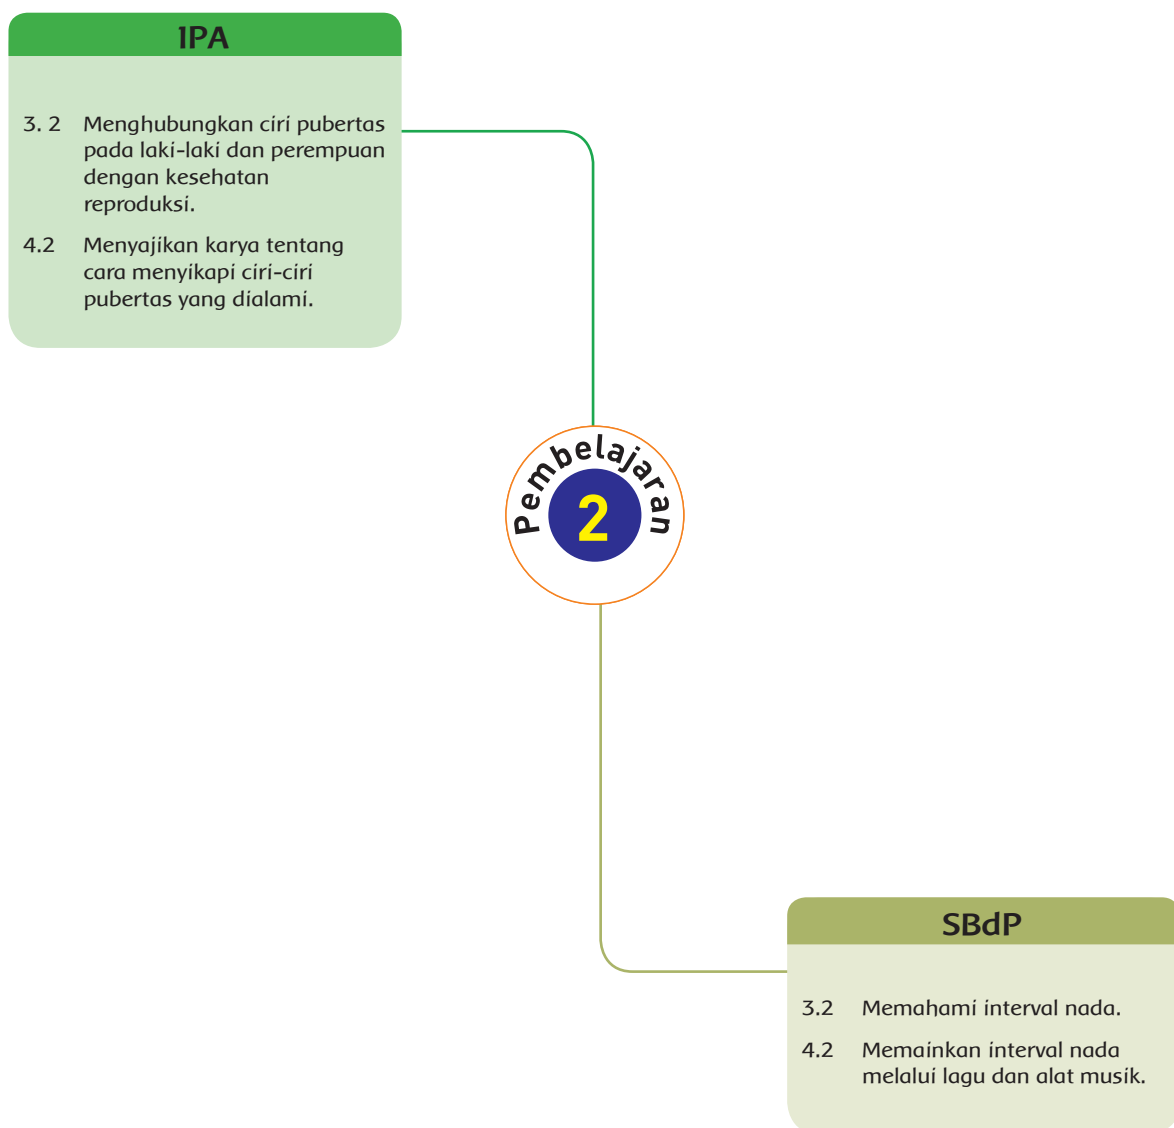 IPA
3. 2 Menghubungkan ciri pubertas
pada laki-laki dan perempuan
dengan kesehatan
reproduksi.
4.2 Menyajikan karya tentang
cara menyikapi ciri-ciri
pubertas yang dialami.
Pembelajaran
2
SBdP
3.2 Memahami interval nada.
4.2 Memainkan interval nada
melalui lagu dan alat musik.